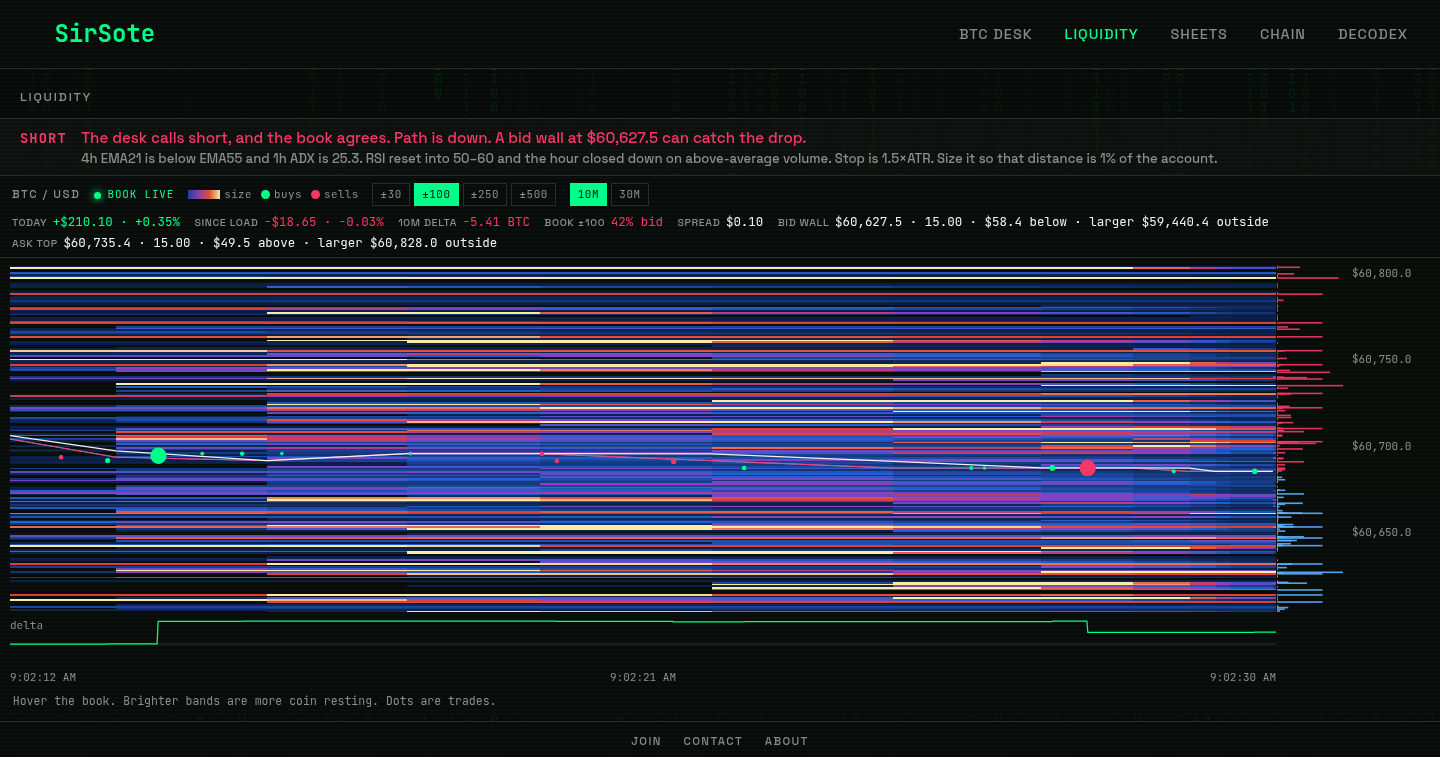 SirSote
BTC DESK LIQUIDITY SHEETS CHAIN DECODEX
LIQUIDITY
SHORT The desk calls short, and the book agrees. Path is down. A bid wall at $60,627.5 can catch the drop.
4h EMA21 is below EMA55 and 1h ADX is 25.3. RSI reset into 50–60 and the hour closed down on above-average volume. Stop is 1.5×ATR. Size it so that distance is 1% of the account.
BTC / USD BOOK LIVE size buys sells ±30 ±100 ±250 ±500 10M 30M
TODAY +$210.10 · +0.35% SINCE LOAD -$18.65 · -0.03% 10M DELTA -5.41 BTC BOOK ±100 42% bid SPREAD $0.10 BID WALL $60,627.5 · 15.00 · $58.4 below · larger $59,440.4 outside
ASK TOP $60,735.4 · 15.00 · $49.5 above · larger $60,828.0 outside
$60,800.0
$60,750.0
$60,700.0
$60,650.0
delta
9:02:12 AM 9:02:21 AM 9:02:30 AM
Hover the book. Brighter bands are more coin resting. Dots are trades.
JOIN CONTACT ABOUT